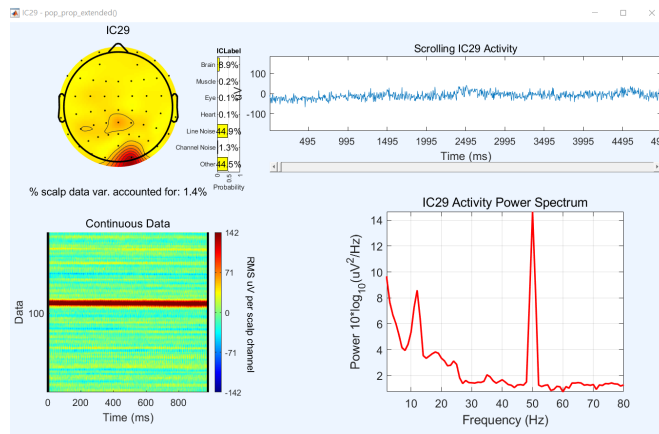 IC29 - pop_prop_extended()
IC29
ICLabel
Brain 8.9%
Muscle 0.2%
Eye 0.1%
Heart 0.1%
Line Noise 44.9%
Channel Noise 1.3%
Other 44.5%
0 0.5 1
Probability
% scalp data var. accounted for: 1.4%
Scrolling IC29 Activity
μV
100
0
-100
495 995 1495 1995 2495 2995 3495 3995 4495
Time (ms)
Continuous Data
Data
100
0 200 400 600 800
Time (ms)
142
71
0
-71
-142
RMS uV per scalp channel
IC29 Activity Power Spectrum
Power 10*log10(uV2/Hz)
14
12
10
8
6
4
2
10 20 30 40 50 60 70 80
Frequency (Hz)